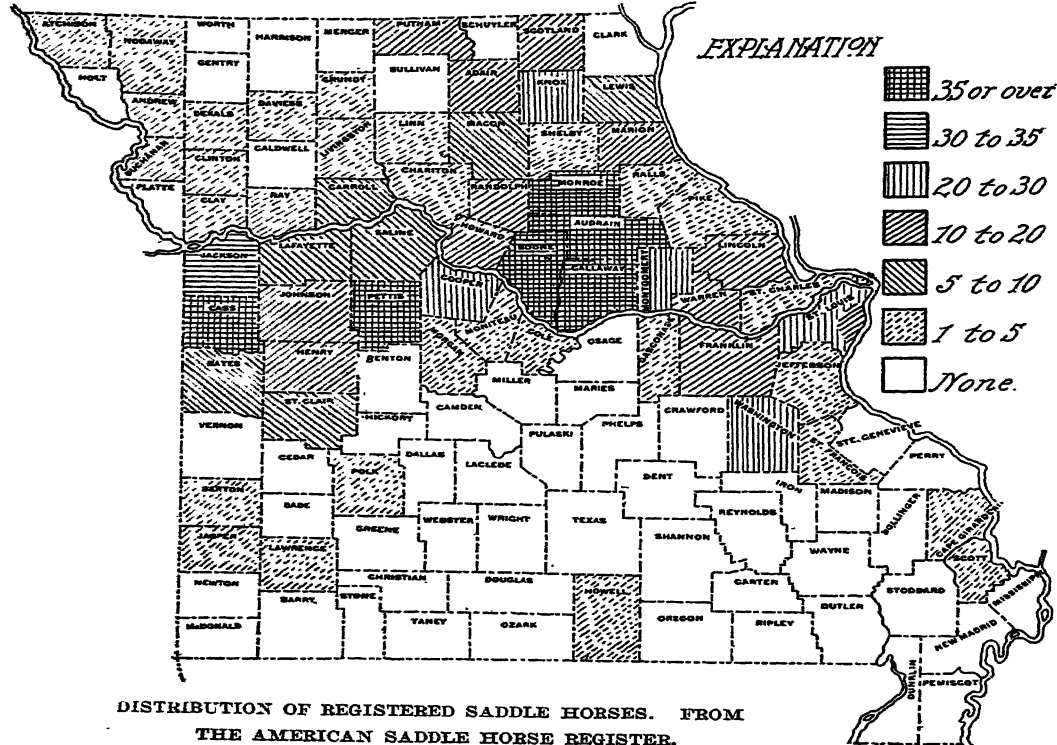 EXPLANATION
35 or over
30 to 35
20 to 30
10 to 20
5 to 10
1 to 5
None.
ATCHISON
NODAWAY
WORTH
HARRISON
MERCER
PUTNAM
SCHUYLER
SCOTLAND
CLARK
HOLT
GENTRY
GRUNDY
SULLIVAN
ADAIR
KNOX
LEWIS
ANDREW
DEKALB
DAVIESS
LIVINGSTON
LINN
MACON
SHELBY
MARION
BUCHANAN
CLINTON
CALDWELL
CHARITON
RANDOLPH
MONROE
RALLS
PLATTE
CLAY
RAY
CARROLL
PIKE
HOWARD
AUDRAIN
JACKSON
LAFAYETTE
SALINE
BOONE
CALLAWAY
LINCOLN
COOPER
WARREN
ST. CHARLES
CASS
JOHNSON
PETTIS
MORGAN
MONITEAU
COLE
OSAGE
GASCONADE
FRANKLIN
ST. LOUIS
JEFFERSON
BATES
HENRY
BENTON
MILLER
MARIES
ST. CLAIR
HICKORY
CAMDEN
PULASKI
PHELPS
CRAWFORD
WASHINGTON
ST. FRANCOIS
STE. GENEVIEVE
PERRY
VERNON
CEDAR
POLK
DALLAS
LACLEDE
DENT
IRON
MADISON
BOLLINGER
CAPE GIRARDEAU
BARTON
DADE
GREENE
WEBSTER
WRIGHT
TEXAS
SHANNON
REYNOLDS
WAYNE
SCOTT
JASPER
LAWRENCE
NEWTON
BARRY
STONE
CHRISTIAN
DOUGLAS
HOWELL
CARTER
BUTLER
STODDARD
MISSISSIPPI
McDONALD
TANEY
OZARK
OREGON
RIPLEY
NEW MADRID
DUNKLIN
PEMISCOT
DISTRIBUTION OF REGISTERED SADDLE HORSES. FROM
THE AMERICAN SADDLE HORSE REGISTER.